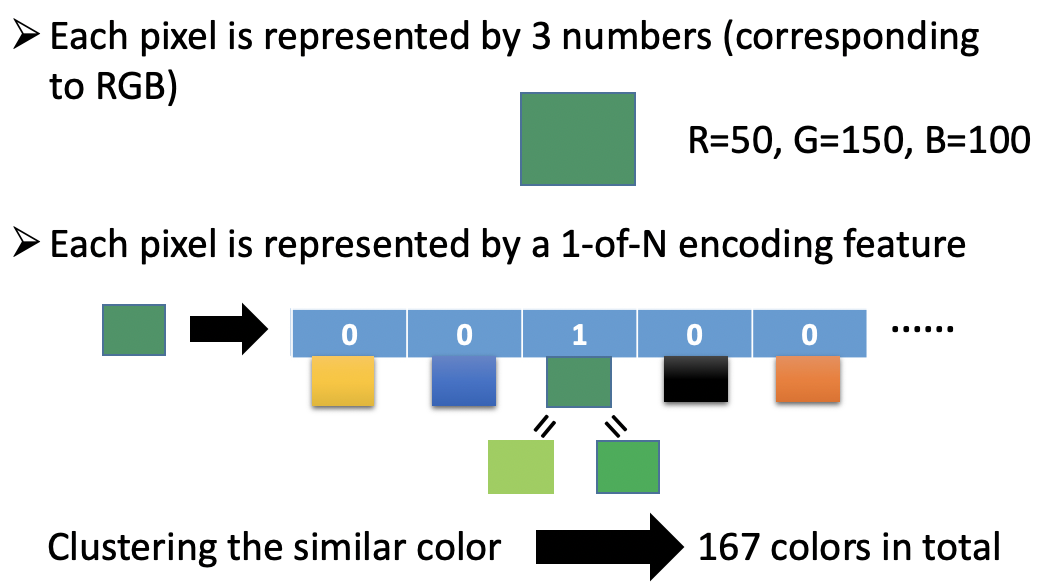 ➢ Each pixel is represented by 3 numbers (corresponding
to RGB)
R=50, G=150, B=100
➢ Each pixel is represented by a 1-of-N encoding feature
0 0 1 0 0 ……
Clustering the similar color 167 colors in total